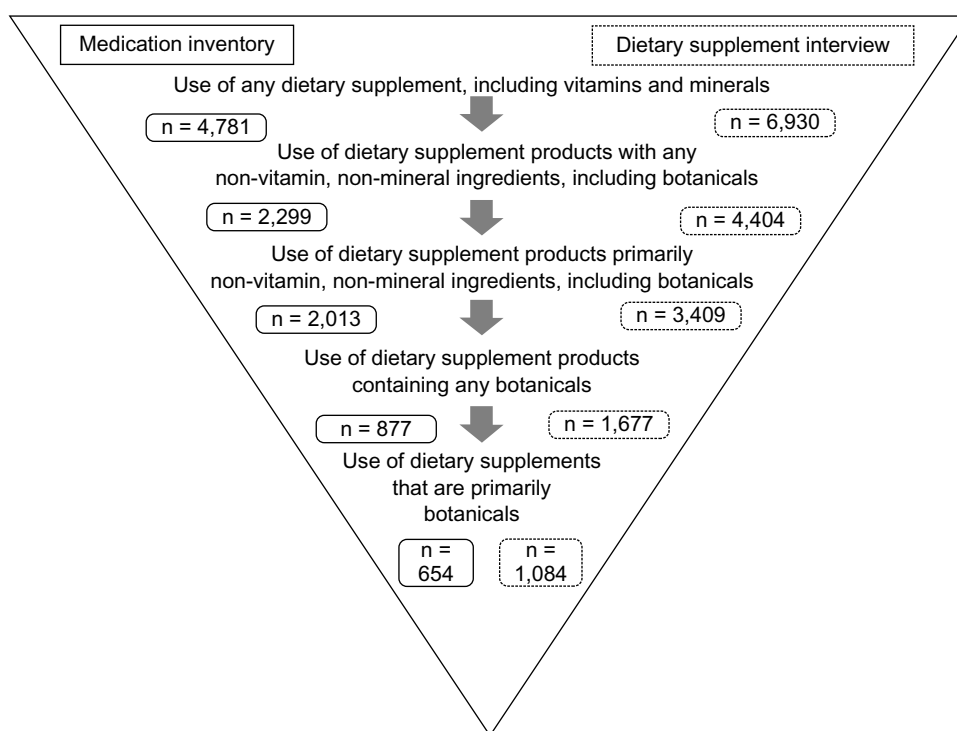 Medication inventory
Dietary supplement interview
Use of any dietary supplement, including vitamins and minerals
n = 4,781
n = 6,930
Use of dietary supplement products with any
non-vitamin, non-mineral ingredients, including botanicals
n = 2,299
n = 4,404
Use of dietary supplement products primarily
non-vitamin, non-mineral ingredients, including botanicals
n = 2,013
n = 3,409
Use of dietary supplement products
containing any botanicals
n = 877
n = 1,677
Use of dietary supplements
that are primarily
botanicals
n =
654
n =
1,084